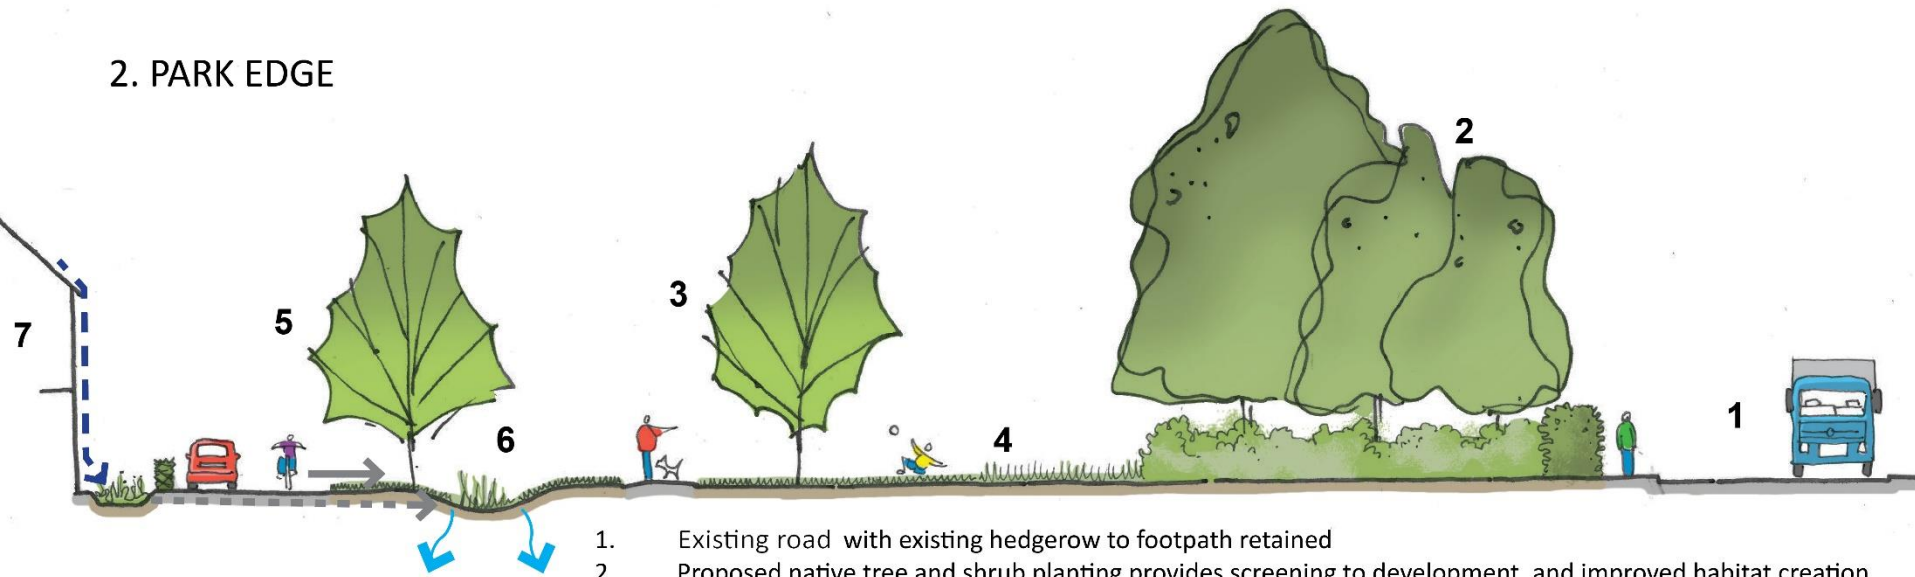 2. PARK EDGE
2
3
5
7
1
6
4
1. Existing road with existing hedgerow to footpath retained
2. Proposed native tree and shrub planting provides screening to development, and improved habitat creation